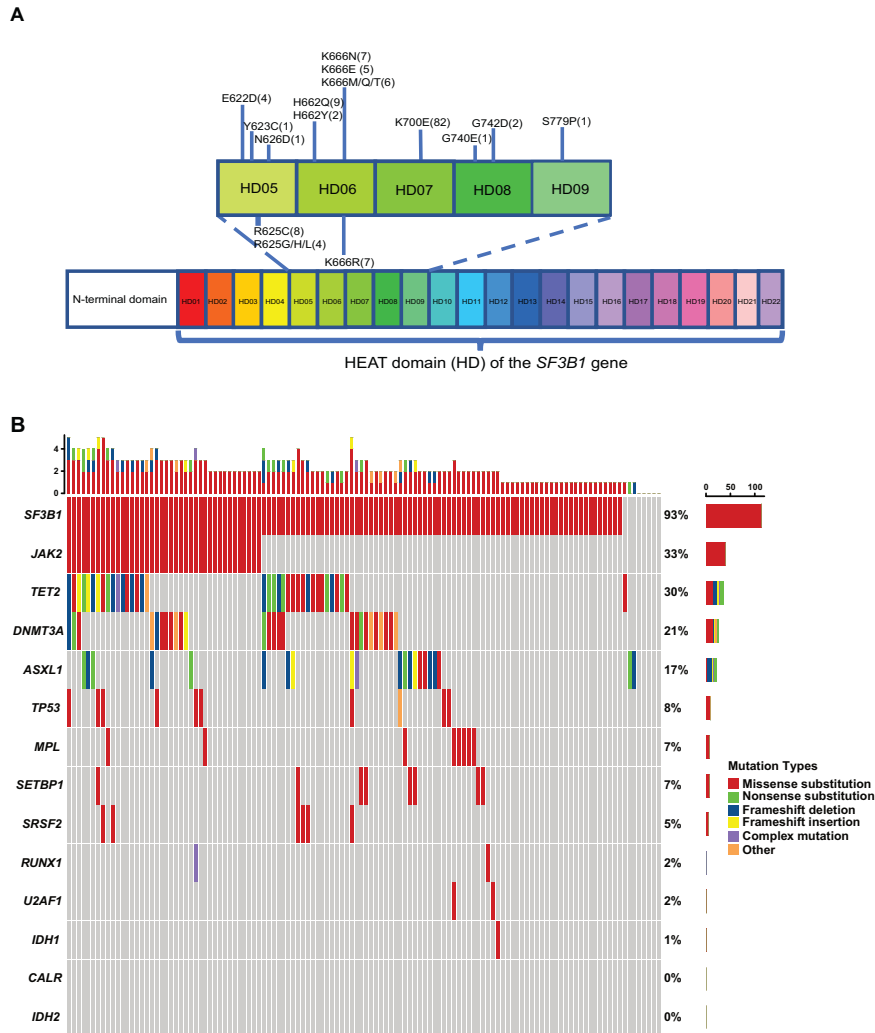 A
K666N(7)
K666E (5)
K666M/Q/T(6)
E622D(4)
H662Q(9)
H662Y(2)
Y623C(1)
N626D(1)
K700E(82)
G742D(2)
G740E(1)
S779P(1)
HD05 HD06 HD07 HD08 HD09
R625C(8)
R625G/H/L(4)
K666R(7)
N-terminal domain HD01 HD02 HD03 HD04 HD05 HD06 HD07 HD08 HD09 HD10 HD11 HD12 HD13 HD14 HD15 HD16 HD17 HD18 HD19 HD20 HD21 HD22
HEAT domain (HD) of the SF3B1 gene
B
4
2
0
0 50 100
SF3B1 93%
JAK2 33%
TET2 30%
DNMT3A 21%
ASXL1 17%
TP53 8%
MPL 7%
SETBP1 7%
SRSF2 5%
RUNX1 2%
U2AF1 2%
IDH1 1%
CALR 0%
IDH2 0%
Mutation Types
Missense substitution
Nonsense substitution
Frameshift deletion
Frameshift insertion
Complex mutation
Other